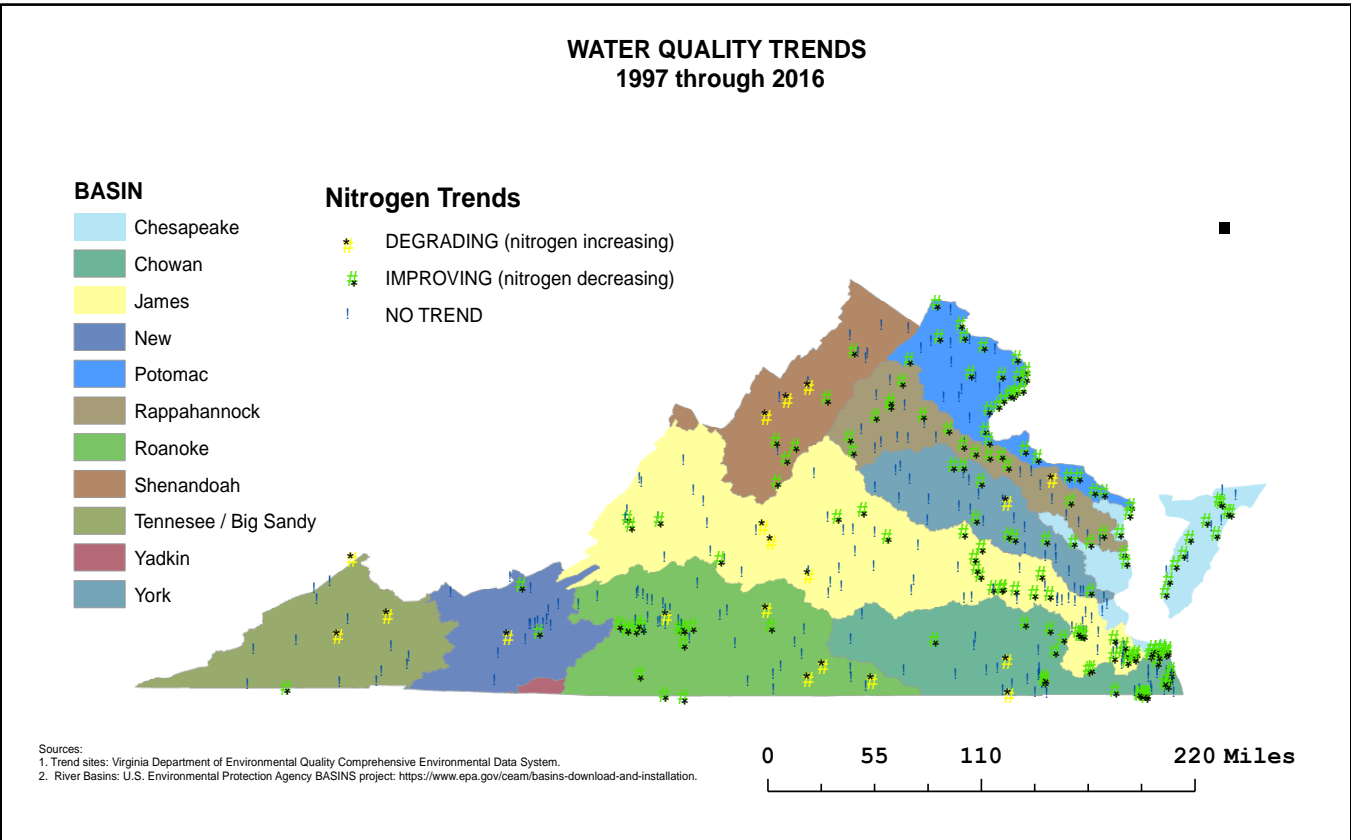 WATER QUALITY TRENDS
1997 through 2016
BASIN
Chesapeake
Chowan
James
New
Potomac
Rappahannock
Roanoke
Shenandoah
Tennesee / Big Sandy
Yadkin
York
Nitrogen Trends
DEGRADING (nitrogen increasing)
IMPROVING (nitrogen decreasing)
NO TREND
Sources:
1. Trend sites: Virginia Department of Environmental Quality Comprehensive Environmental Data System.
2. River Basins: U.S. Environmental Protection Agency BASINS project: https://www.epa.gov/ceam/basins-download-and-installation.
0 55 110 220 Miles